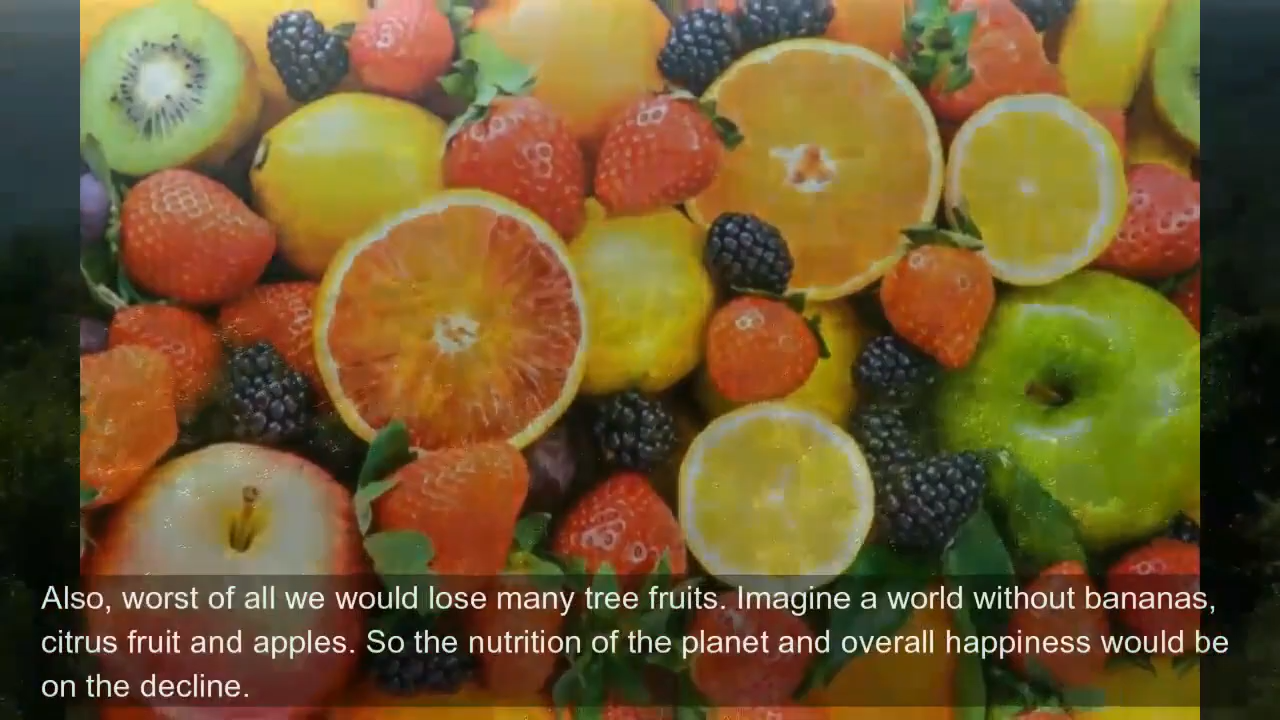 Also, worst of all we would lose many tree fruits. Imagine a world without bananas,
citrus fruit and apples. So the nutrition of the planet and overall happiness would be
on the decline.